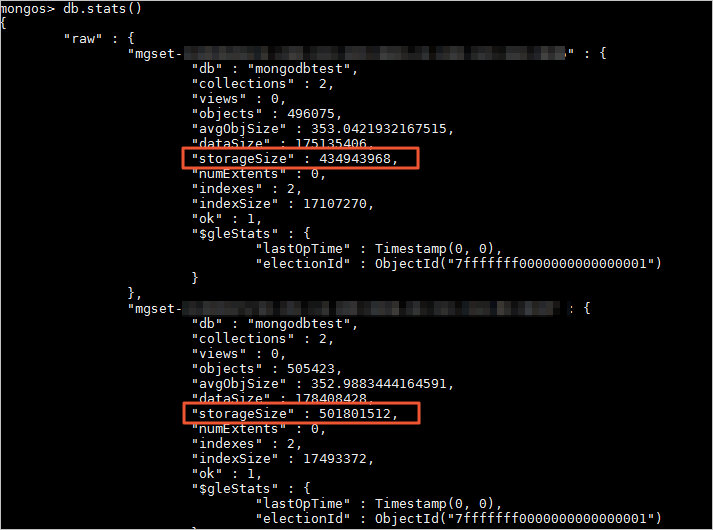 mongos> db.stats()
{
"raw" : {
"mgset-" : {
"db" : "mongodbtest",
"collections" : 2,
"views" : 0,
"objects" : 496075,
"avgObjSize" : 353.0421932167515,
"dataSize" : 175135406,
"storageSize" : 434943968,
"numExtents" : 0,
"indexes" : 2,
"indexSize" : 17107270,
"ok" : 1,
"$gleStats" : {
"lastOpTime" : Timestamp(0, 0),
"electionId" : ObjectId("7fffffff0000000000000001")
}
},
"mgset- : {
"db" : "mongodbtest",
"collections" : 2,
"views" : 0,
"objects" : 505423,
"avgObjSize" : 352.9883444164591,
"dataSize" : 178408428,
"storageSize" : 501801512,
"numExtents" : 0,
"indexes" : 2,
"indexSize" : 17493372,
"ok" : 1,
"$gleStats" : {
"lastOpTime" : Timestamp(0, 0),
"electionId" : ObjectId("7fffffff0000000000000001")